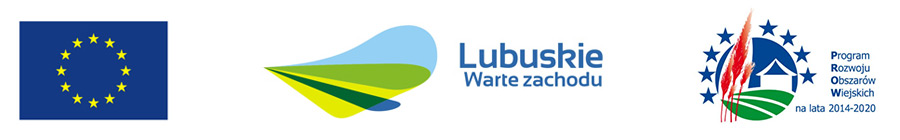 Lubuskie
Warte zachodu
Program
Rozwoju
Obszarów
Wiejskich
na lata 2014-2020